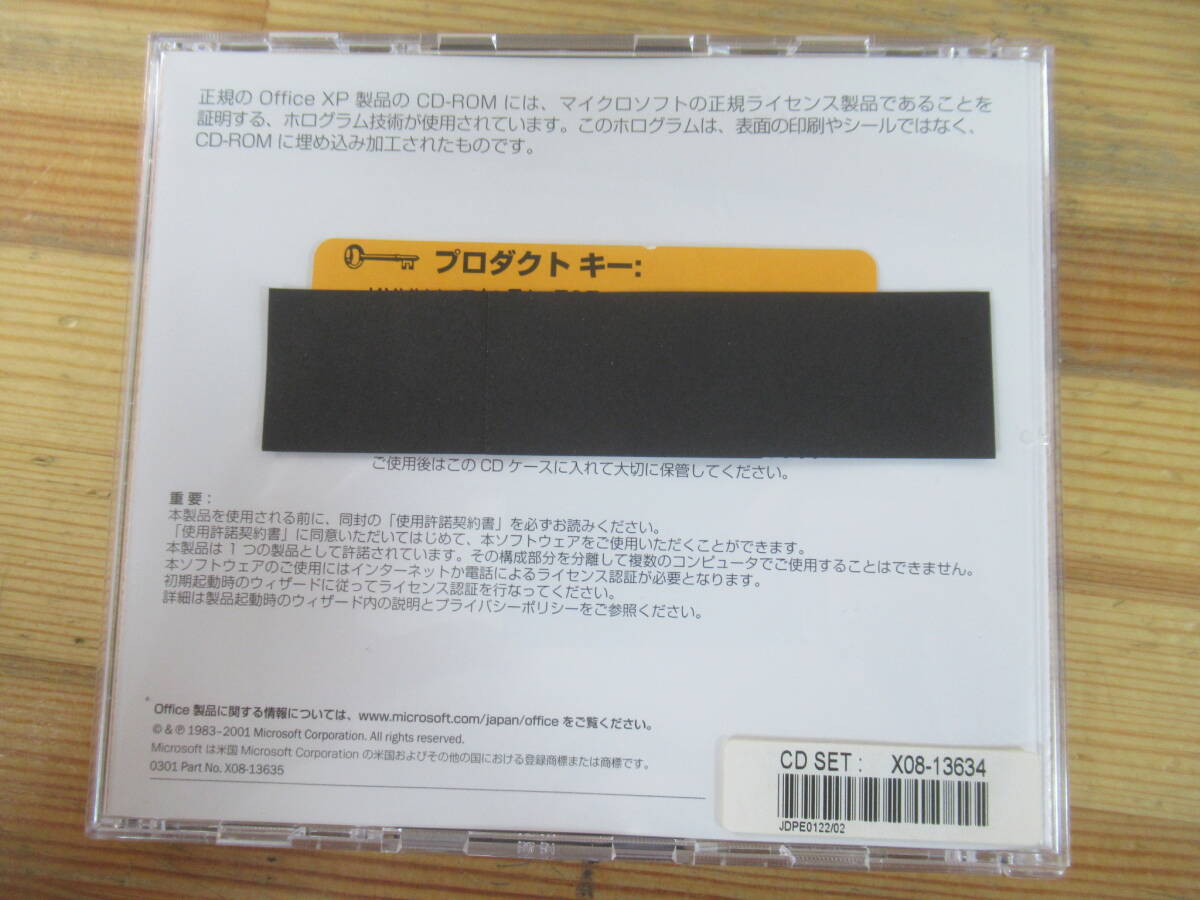 正規の Office XP 製品の CD-ROM には、マイクロソフトの正規ライセンス製品であることを
証明する、ホログラム技術が使用されています。このホログラムは、表面の印刷やシールではなく、
CD-ROM に埋め込み加工されたものです。
プロダクト キー:
ご使用後はこの CD ケースに入れて大切に保管してください。
重要：
本製品を使用される前に、同封の「使用許諾契約書」を必ずお読みください。
「使用許諾契約書」に同意いただいてはじめて、本ソフトウェアをご使用いただくことができます。
本製品は 1 つの製品として許諾されています。その構成部分を分離して複数のコンピュータでご使用することはできません。
本ソフトウェアのご使用にはインターネットか電話によるライセンス認証が必要となります。
初期起動時のウィザードに従ってライセンス認証を行なってください。
詳細は製品起動時のウィザード内の説明とプライバシーポリシーをご参照ください。
Office 製品に関する情報については、www.microsoft.com/japan/office をご覧ください。
© & ℗ 1983–2001 Microsoft Corporation. All rights reserved.
Microsoft は米国 Microsoft Corporation の米国およびその他の国における登録商標または商標です。
0301 Part No. X08-13635
CD SET : X08-13634
JDPE0122/02